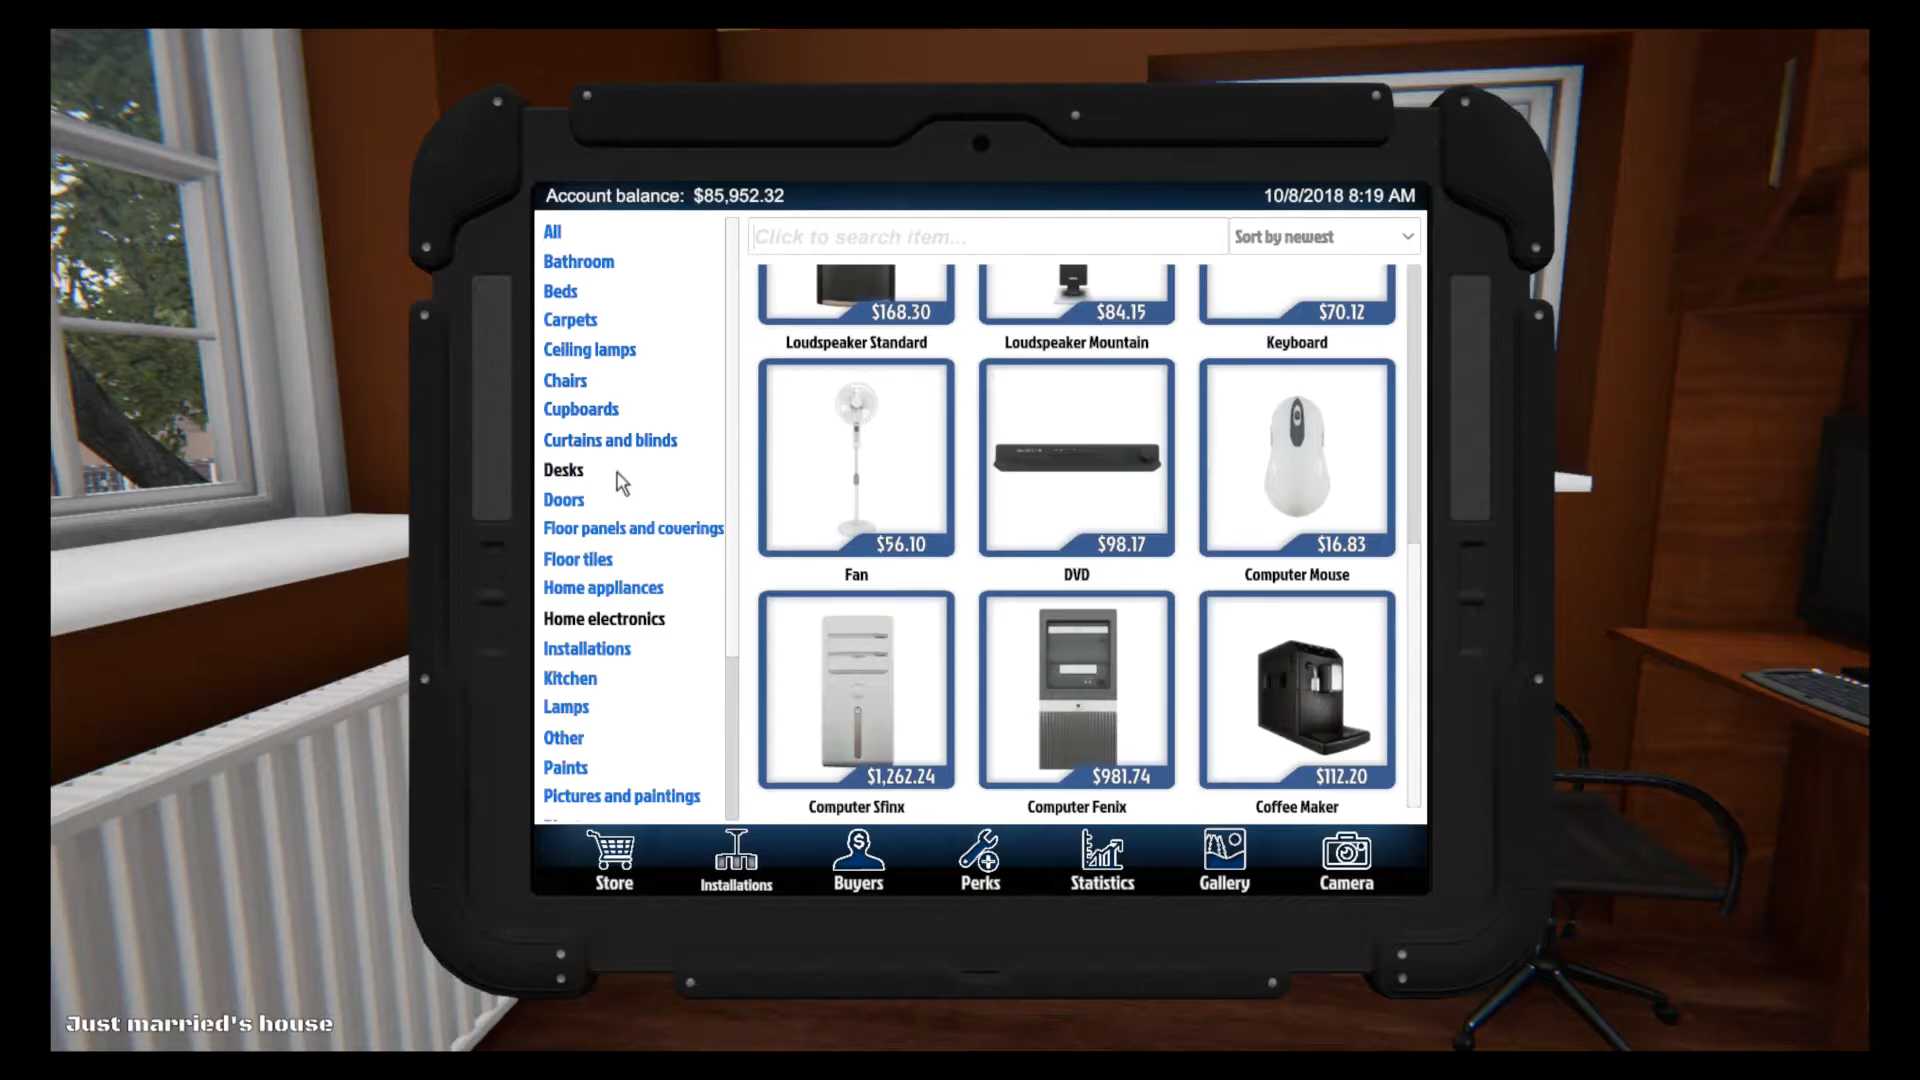 Account balance: $85,952.32
10/8/2018 8:19 AM
All
Bathroom
Beds
Carpets
Ceiling lamps
Chairs
Cupboards
Curtains and blinds
Desks
Doors
Floor panels and coverings
Floor tiles
Home appliances
Home electronics
Installations
Kitchen
Lamps
Other
Paints
Pictures and paintings
Click to search item...
Sort by newest
$168.30
$84.15
$70.12
Loudspeaker Standard
Loudspeaker Mountain
Keyboard
$56.10
$98.17
$16.83
Fan
DVD
Computer Mouse
$1,262.24
$981.74
$112.20
Computer Sfinx
Computer Fenix
Coffee Maker
Store
Installations
Buyers
Perks
Statistics
Gallery
Camera
Just married's house